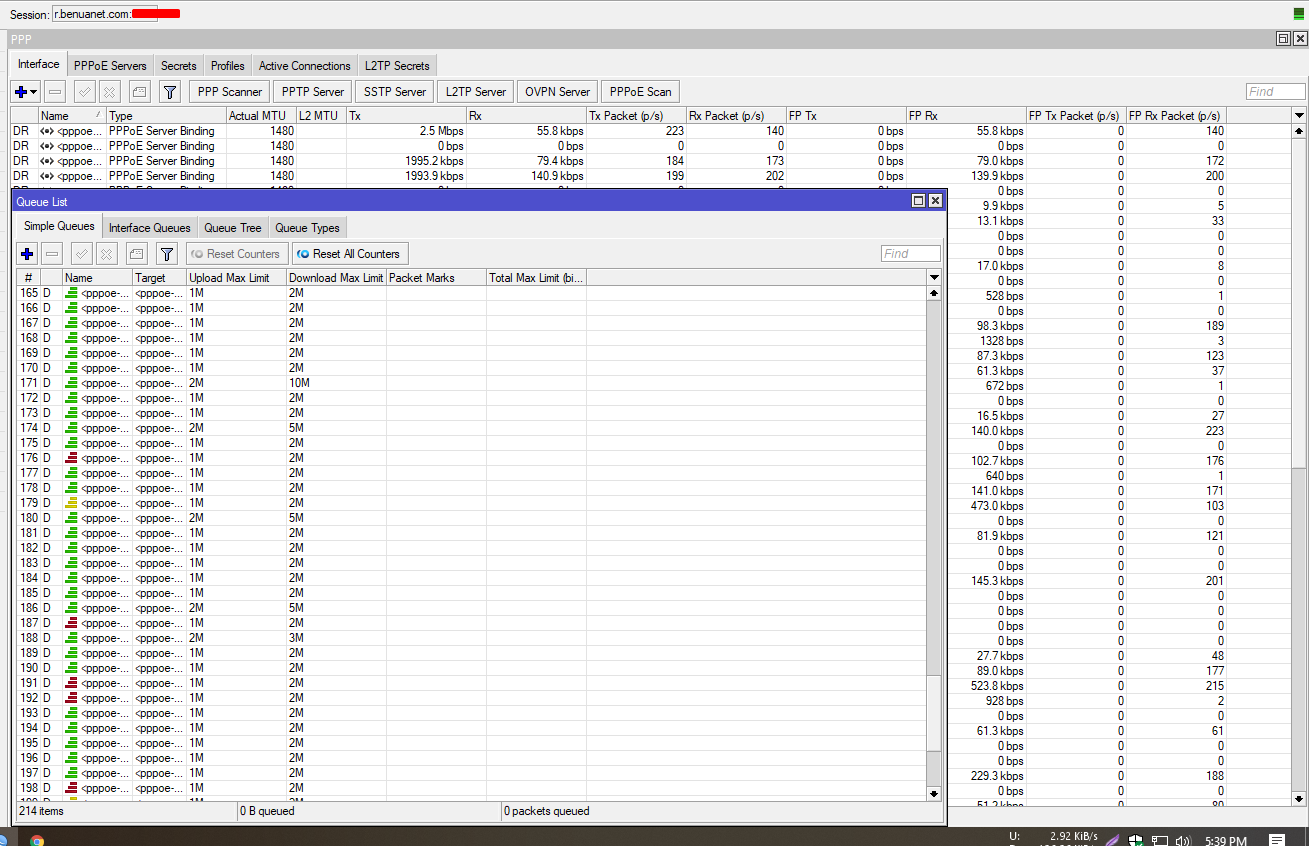 Session: r.benuanet.com:
PPP
Interface PPPoE Servers Secrets Profiles Active Connections L2TP Secrets
PPP Scanner PPTP Server SSTP Server L2TP Server OVPN Server PPPoE Scan Find
Name / Type Actual MTU L2 MTU Tx Rx Tx Packet (p/s) Rx Packet (p/s) FP Tx FP Rx FP Tx Packet (p/s) FP Rx Packet (p/s)
DR <pppoe... PPPoE Server Binding 1480 2.5 Mbps 55.8 kbps 223 140 0 bps 55.8 kbps 0 140
DR <pppoe... PPPoE Server Binding 1480 0 bps 0 bps 0 0 0 bps 0 bps 0 0
DR <pppoe... PPPoE Server Binding 1480 1995.2 kbps 79.4 kbps 184 173 0 bps 79.0 kbps 0 172
DR <pppoe... PPPoE Server Binding 1480 1993.9 kbps 140.9 kbps 199 202 0 bps 139.9 kbps 0 200
0 bps 0 0
9.9 kbps 0 5
13.1 kbps 0 33
0 bps 0 0
0 bps 0 0
17.0 kbps 0 8
0 bps 0 0
528 bps 0 1
0 bps 0 0
98.3 kbps 0 189
1328 bps 0 3
87.3 kbps 0 123
61.3 kbps 0 37
672 bps 0 1
0 bps 0 0
16.5 kbps 0 27
140.0 kbps 0 223
0 bps 0 0
102.7 kbps 0 176
640 bps 0 1
141.0 kbps 0 171
473.0 kbps 0 103
0 bps 0 0
81.9 kbps 0 121
0 bps 0 0
0 bps 0 0
145.3 kbps 0 201
0 bps 0 0
0 bps 0 0
0 bps 0 0
0 bps 0 0
27.7 kbps 0 48
89.0 kbps 0 177
523.8 kbps 0 215
928 bps 0 2
0 bps 0 0
61.3 kbps 0 61
0 bps 0 0
0 bps 0 0
229.3 kbps 0 188
0 bps 0 0
51.2 kbps 0 80
Queue List
Simple Queues Interface Queues Queue Tree Queue Types
Reset Counters Reset All Counters Find
# Name Target Upload Max Limit Download Max Limit Packet Marks Total Max Limit (bi...
165 D <pppoe-... <pppoe-... 1M 2M
166 D <pppoe-... <pppoe-... 1M 2M
167 D <pppoe-... <pppoe-... 1M 2M
168 D <pppoe-... <pppoe-... 1M 2M
169 D <pppoe-... <pppoe-... 1M 2M
170 D <pppoe-... <pppoe-... 1M 2M
171 D <pppoe-... <pppoe-... 2M 10M
172 D <pppoe-... <pppoe-... 1M 2M
173 D <pppoe-... <pppoe-... 1M 2M
174 D <pppoe-... <pppoe-... 2M 5M
175 D <pppoe-... <pppoe-... 1M 2M
176 D <pppoe-... <pppoe-... 1M 2M
177 D <pppoe-... <pppoe-... 1M 2M
178 D <pppoe-... <pppoe-... 1M 2M
179 D <pppoe-... <pppoe-... 1M 2M
180 D <pppoe-... <pppoe-... 2M 5M
181 D <pppoe-... <pppoe-... 1M 2M
182 D <pppoe-... <pppoe-... 1M 2M
183 D <pppoe-... <pppoe-... 1M 2M
184 D <pppoe-... <pppoe-... 1M 2M
185 D <pppoe-... <pppoe-... 1M 2M
186 D <pppoe-... <pppoe-... 2M 5M
187 D <pppoe-... <pppoe-... 1M 2M
188 D <pppoe-... <pppoe-... 2M 3M
189 D <pppoe-... <pppoe-... 1M 2M
190 D <pppoe-... <pppoe-... 1M 2M
191 D <pppoe-... <pppoe-... 1M 2M
192 D <pppoe-... <pppoe-... 1M 2M
193 D <pppoe-... <pppoe-... 1M 2M
194 D <pppoe-... <pppoe-... 1M 2M
195 D <pppoe-... <pppoe-... 1M 2M
196 D <pppoe-... <pppoe-... 1M 2M
197 D <pppoe-... <pppoe-... 1M 2M
198 D <pppoe-... <pppoe-... 1M 2M
214 items 0 B queued 0 packets queued
U: 2.92 KiB/s
5:39 PM